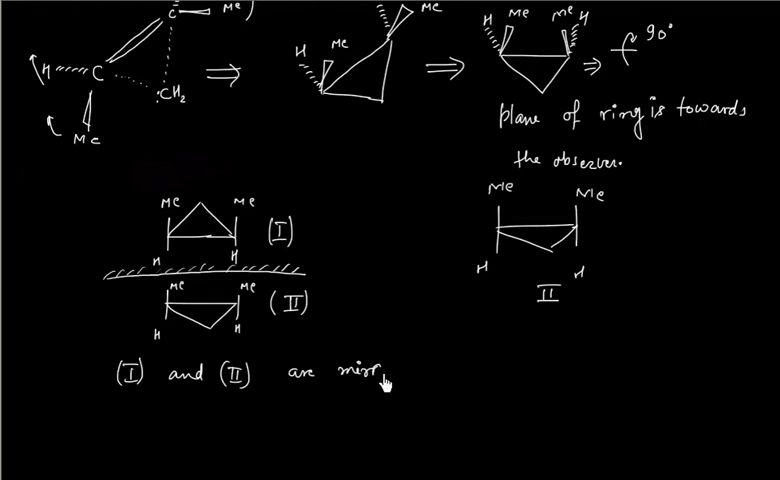 C Me )
Me
H Me Me H
90°
H C
H Me
:CH₂
⇒ ⇒ ⇒
Me
plane of ring is towards
the observer.
Me Me
Me Me
(I)
H H
H H
II
Me Me
(II)
H H
(I) and (II) are mirr